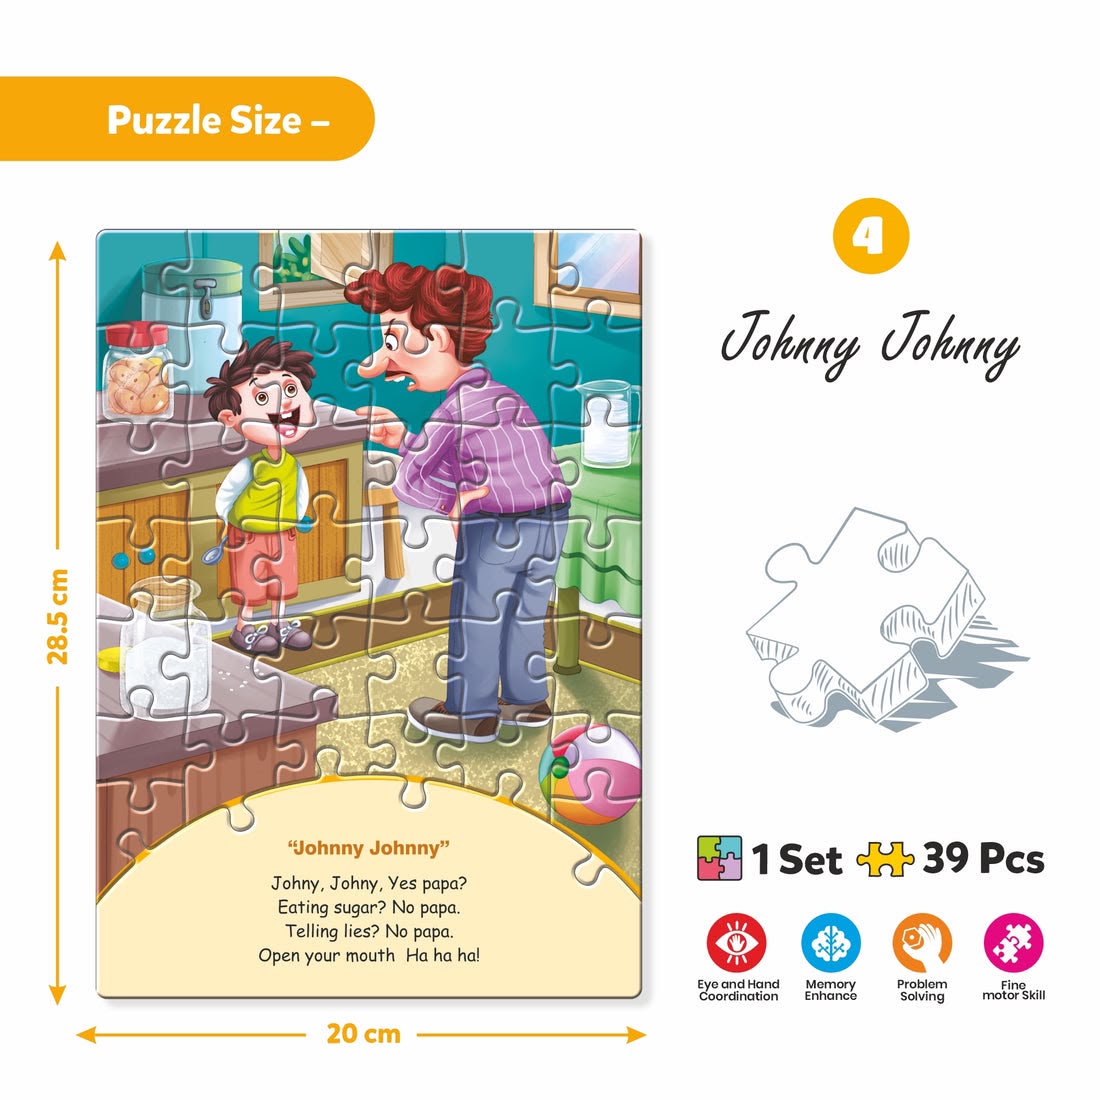 Puzzle Size –
4
Johnny Johnny
28.5 cm
“Johnny Johnny”
Johny, Johny, Yes papa?
Eating sugar? No papa.
Telling lies? No papa.
Open your mouth Ha ha ha!
20 cm
1 Set 39 Pcs
Eye and Hand
Coordination
Memory
Enhance
Problem
Solving
Fine
motor Skill